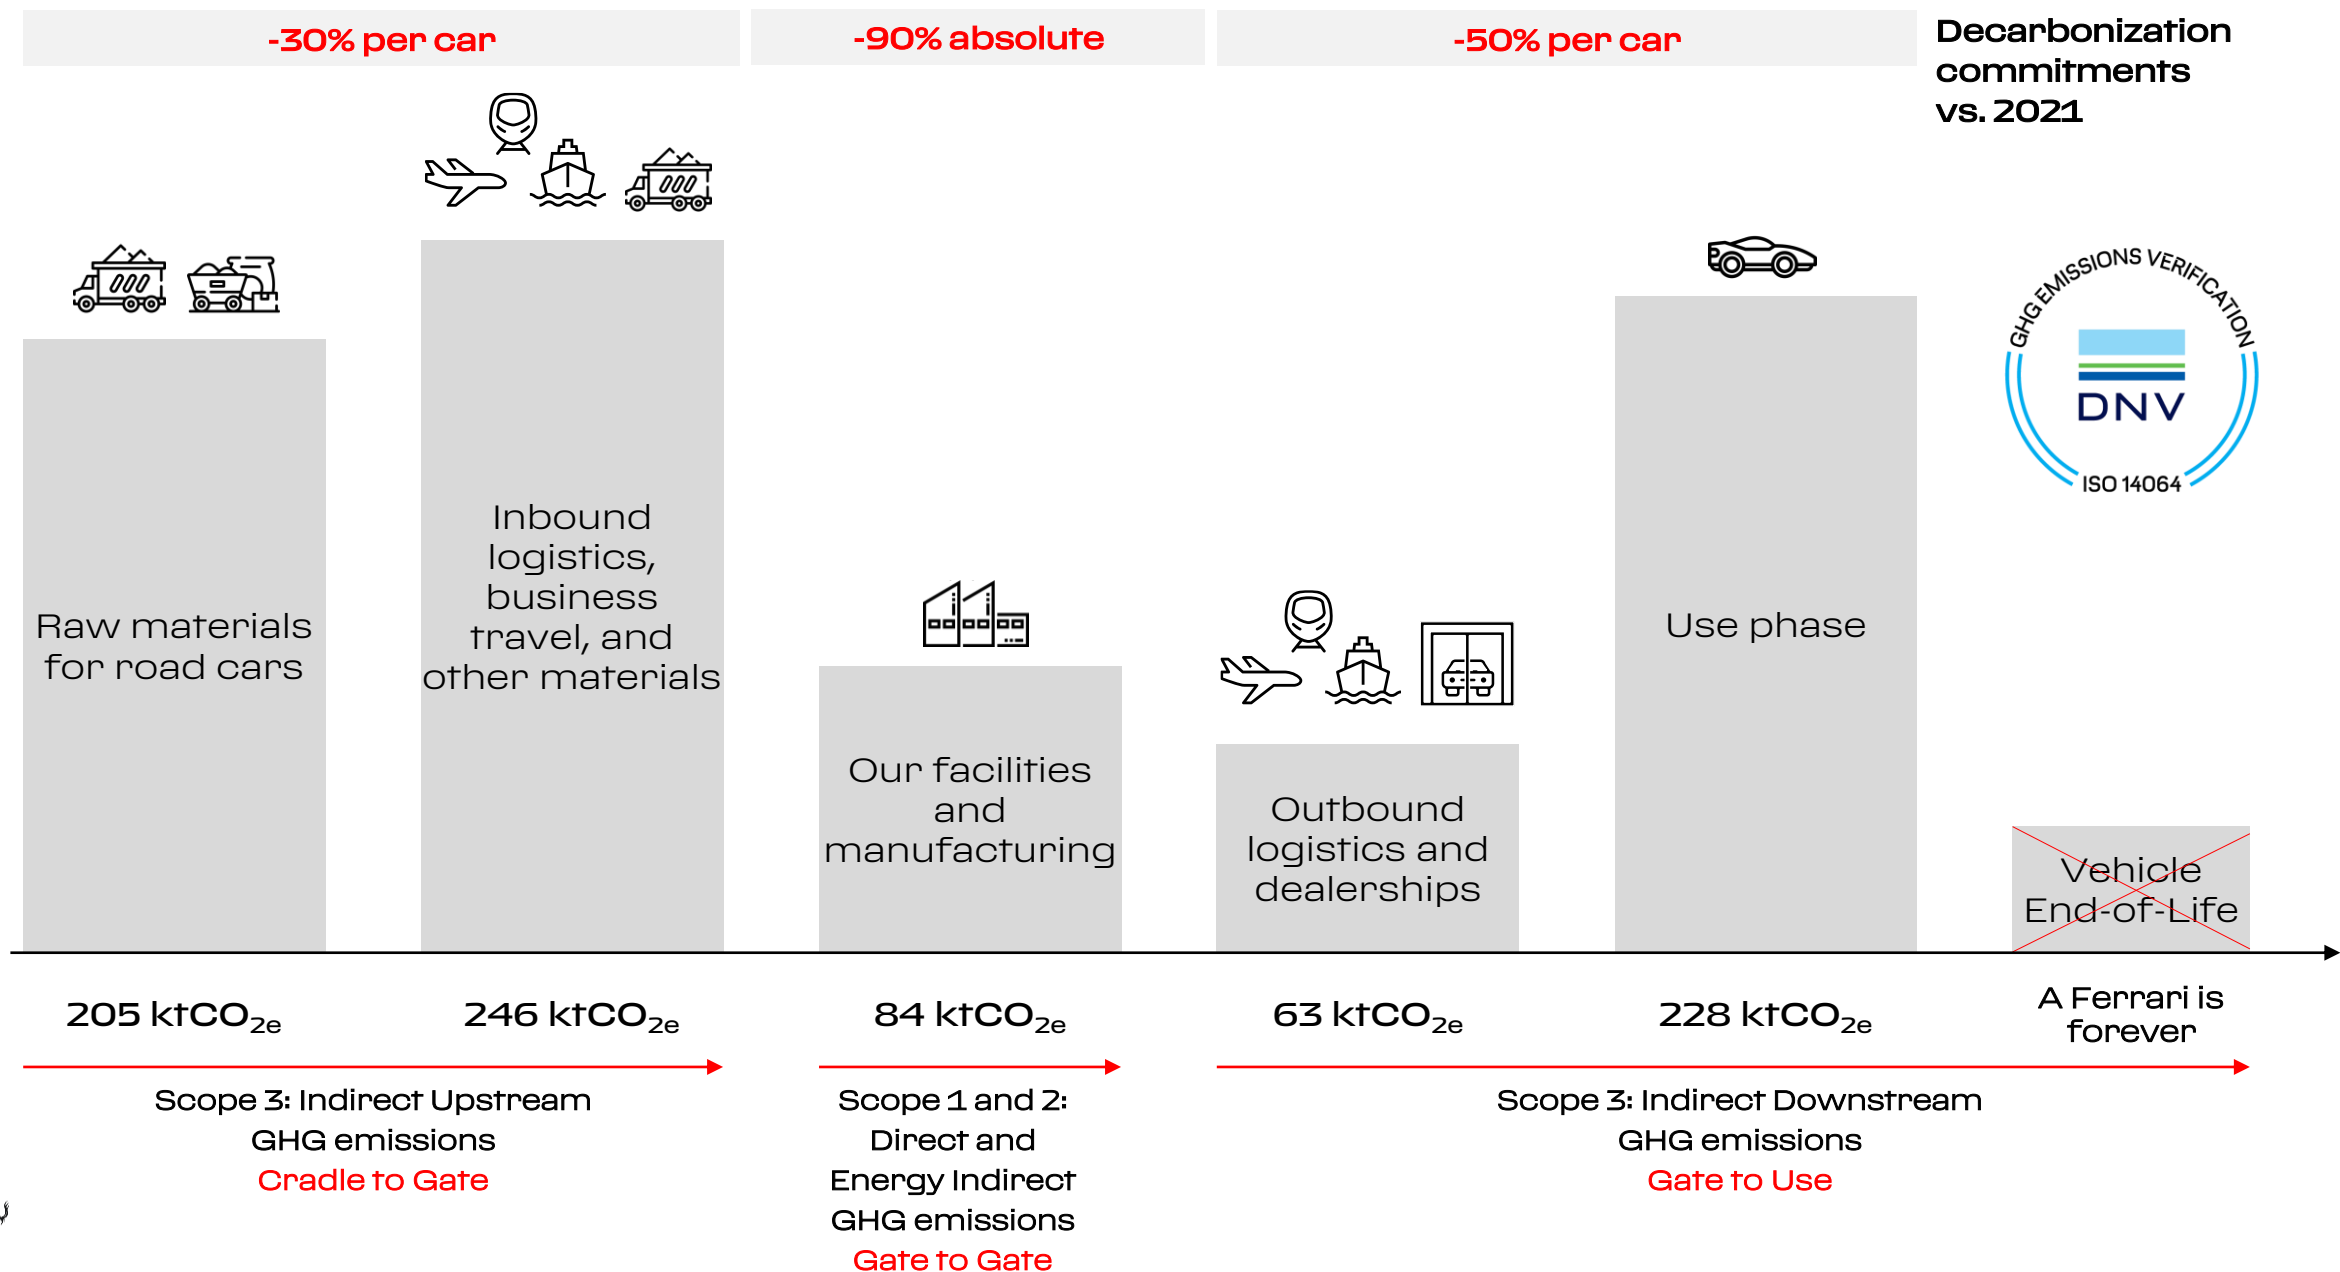 -30% per car
-90% absolute
-50% per car
Decarbonization
commitments
vs. 2021
GHG EMISSIONS VERIFICATION
DNV
ISO 14064
Raw materials
for road cars
Inbound
logistics,
business
travel, and
other materials
Our facilities
and
manufacturing
Outbound
logistics and
dealerships
Use phase
Vehicle
End-of-Life
205 ktCO2e
246 ktCO2e
84 ktCO2e
63 ktCO2e
228 ktCO2e
A Ferrari is
forever
Scope 3: Indirect Upstream
GHG emissions
Cradle to Gate
Scope 1 and 2:
Direct and
Energy Indirect
GHG emissions
Gate to Gate
Scope 3: Indirect Downstream
GHG emissions
Gate to Use